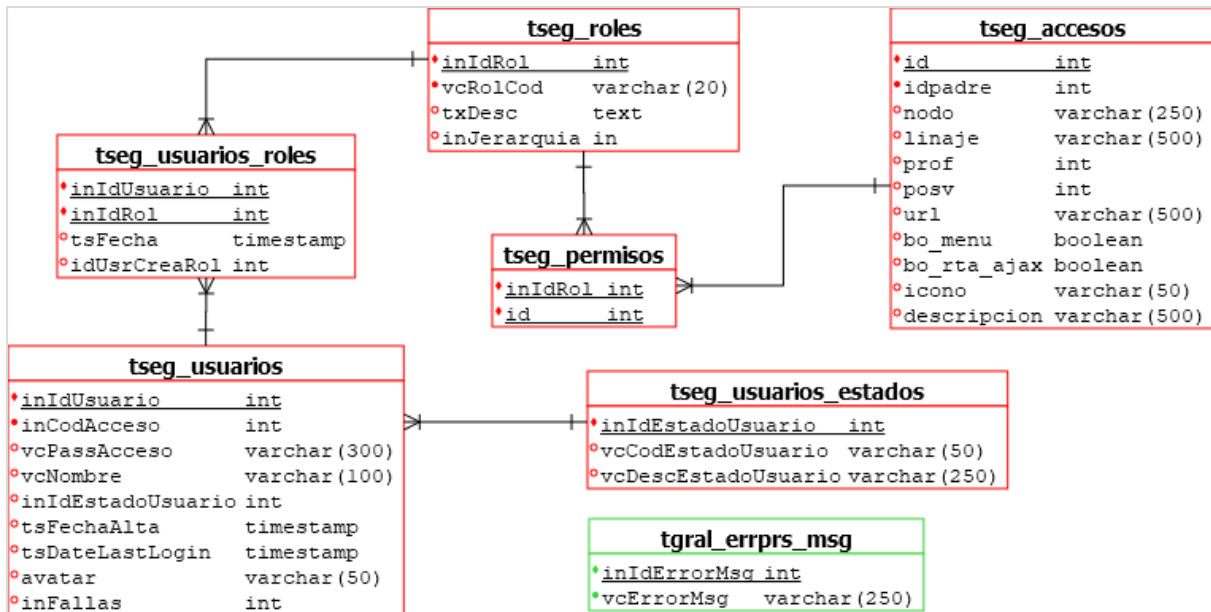 tseg_roles
inIdRol int
vcRolCod varchar(20)
txDesc text
inJerarquia in
tseg_accesos
id int
idpadre int
nodo varchar(250)
linaje varchar(500)
prof int
posv int
url varchar(500)
bo_menu boolean
bo_rta_ajax boolean
icono varchar(50)
descripcion varchar(500)
tseg_usuarios_roles
inIdUsuario int
inIdRol int
tsFecha timestamp
idUsrCreaRol int
tseg_permisos
inIdRol int
id int
tseg_usuarios
inIdUsuario int
inCodAcceso int
vcPassAcceso varchar(300)
vcNombre varchar(100)
inIdEstadoUsuario int
tsFechaAlta timestamp
tsDateLastLogin timestamp
avatar varchar(50)
inFallas int
tseg_usuarios_estados
inIdEstadoUsuario int
vcCodEstadoUsuario varchar(50)
vcDescEstadoUsuario varchar(250)
tgral_errprs_msg
inIdErrorMsg int
vcErrorMsg varchar(250)